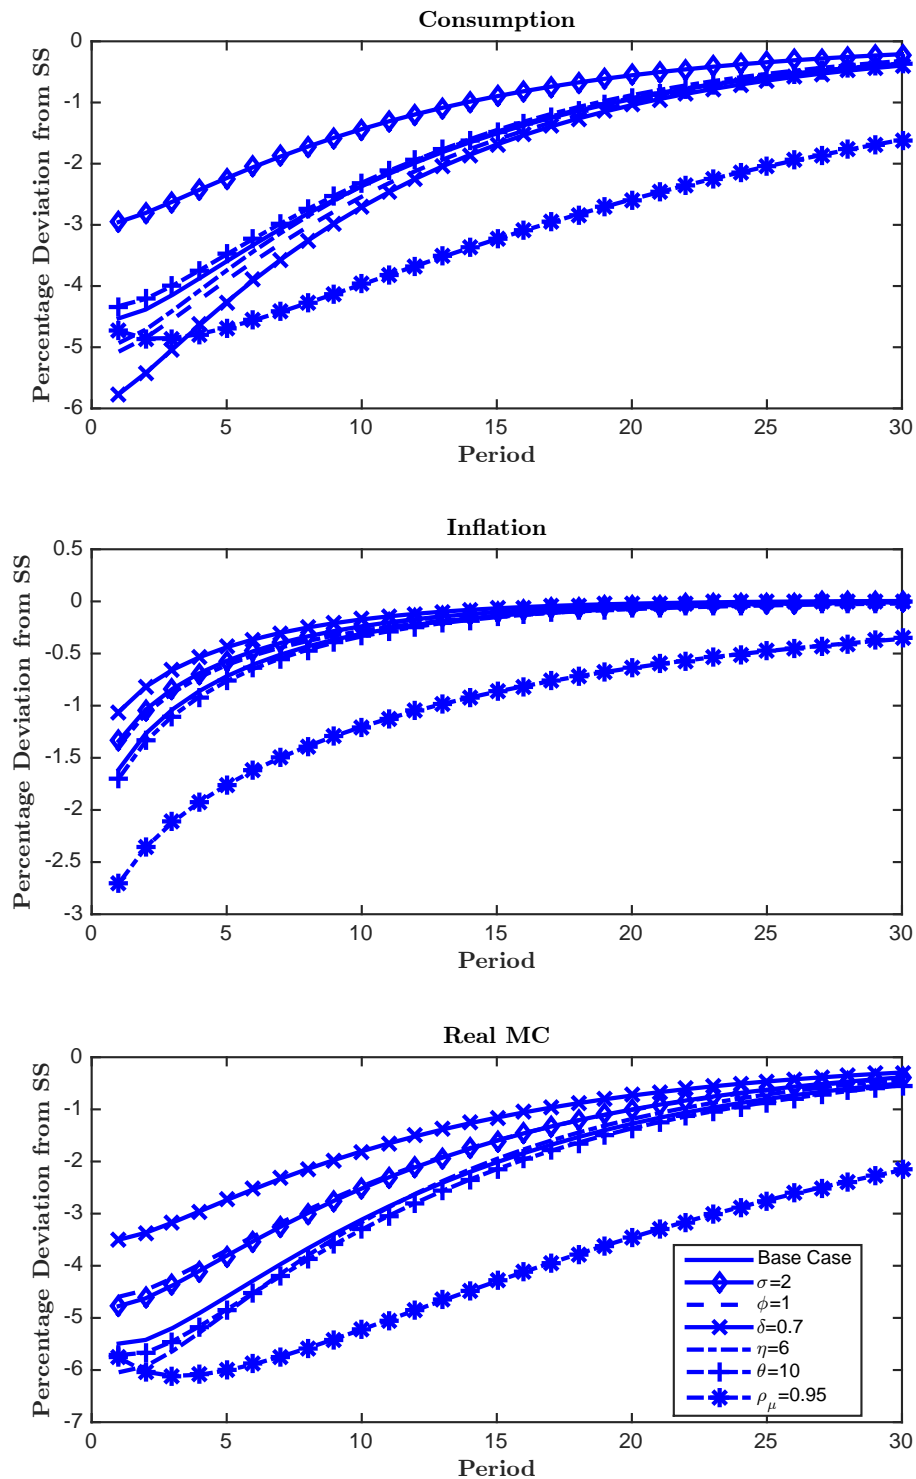 Consumption
Percentage Deviation from SS
0
-1
-2
-3
-4
-5
-6
0 5 10 15 20 25 30
Period
Inflation
Percentage Deviation from SS
0.5
0
-0.5
-1
-1.5
-2
-2.5
-3
0 5 10 15 20 25 30
Period
Real MC
Percentage Deviation from SS
0
-1
-2
-3
-4
-5
-6
-7
0 5 10 15 20 25 30
Period
Base Case
σ=2
ϕ=1
δ=0.7
η=6
θ=10
ρμ=0.95